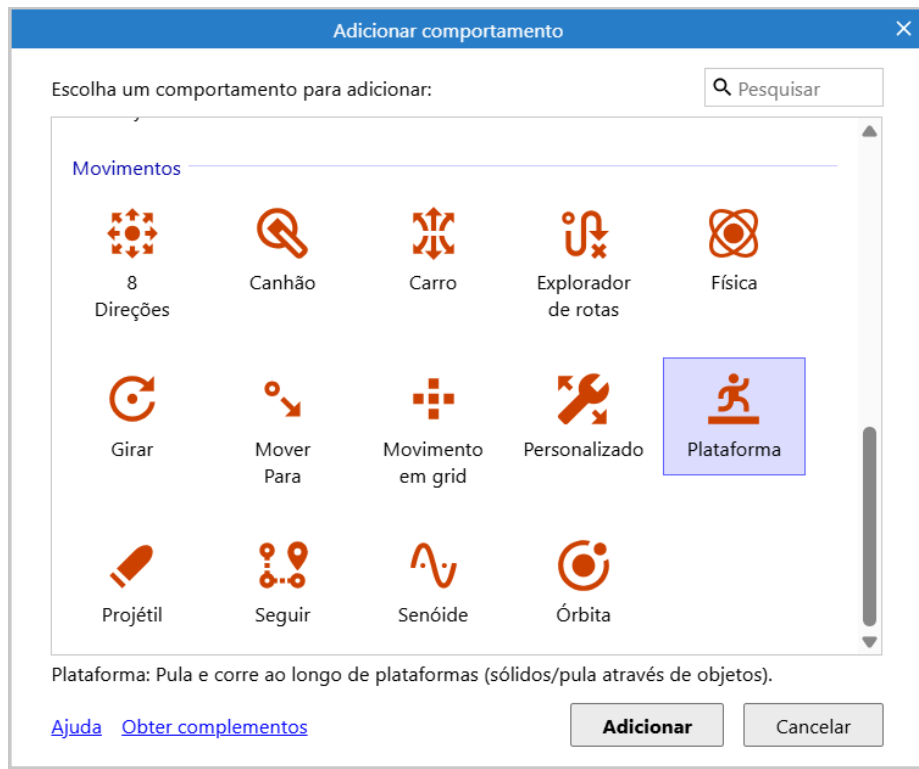 Adicionar comportamento
Escolha um comportamento para adicionar:
Pesquisar
Movimentos
8
Direções
Canhão
Carro
Explorador
de rotas
Física
Girar
Mover
Para
Movimento
em grid
Personalizado
Plataforma
Projétil
Seguir
Senóide
Órbita
Plataforma: Pula e corre ao longo de plataformas (sólidos/pula através de objetos).
Ajuda Obter complementos Adicionar Cancelar